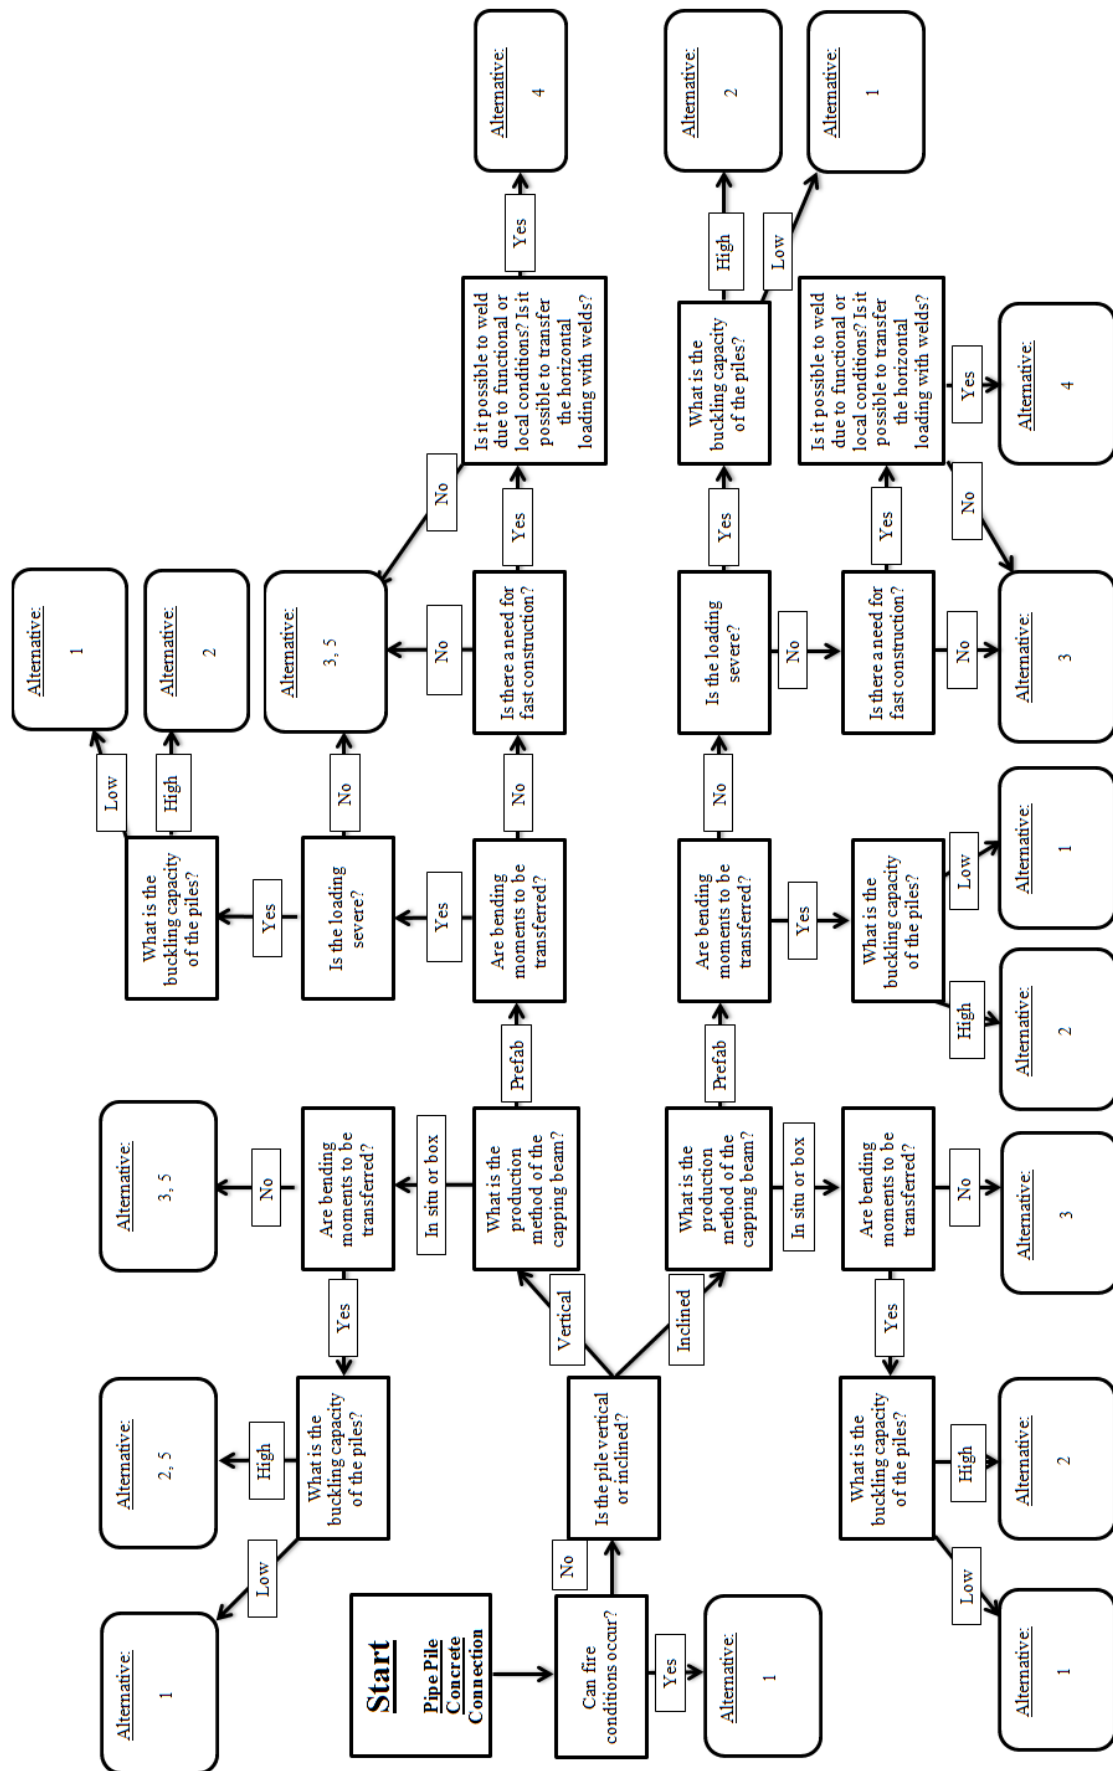 Start
Pipe Pile
Concrete
Connection
Can fire
conditions occur?
Yes
Alternative:
1
No
Is the pile vertical
or inclined?
Vertical
What is the
production
method of the
capping beam?
In situ or box
Are bending
moments to be
transferred?
No
Alternative:
3, 5
Yes
What is the
buckling capacity
of the piles?
High
Alternative:
2, 5
Low
Alternative:
1
Prefab
Are bending
moments to be
transferred?
Yes
Is the loading
severe?
Yes
What is the
buckling capacity
of the piles?
Low
Alternative:
1
High
Alternative:
2
No
Alternative:
3, 5
No
Is there a need for
fast construction?
No
Yes
Is it possible to weld
due to functional or
local conditions? Is it
possible to transfer
the horizontal
loading with welds?
No
Yes
Alternative:
4
Inclined
What is the
production
method of the
capping beam?
In situ or box
Are bending
moments to be
transferred?
No
Alternative:
3
Yes
What is the
buckling capacity
of the piles?
High
Alternative:
2
Low
Alternative:
1
Prefab
Are bending
moments to be
transferred?
Yes
What is the
buckling capacity
of the piles?
High
Alternative:
2
Low
Alternative:
1
No
Is the loading
severe?
Yes
What is the
buckling capacity
of the piles?
High
Alternative:
2
Low
Alternative:
1
No
Is there a need for
fast construction?
No
Alternative:
3
Yes
Is it possible to weld
due to functional or
local conditions? Is it
possible to transfer
the horizontal
loading with welds?
No
Yes
Alternative:
4